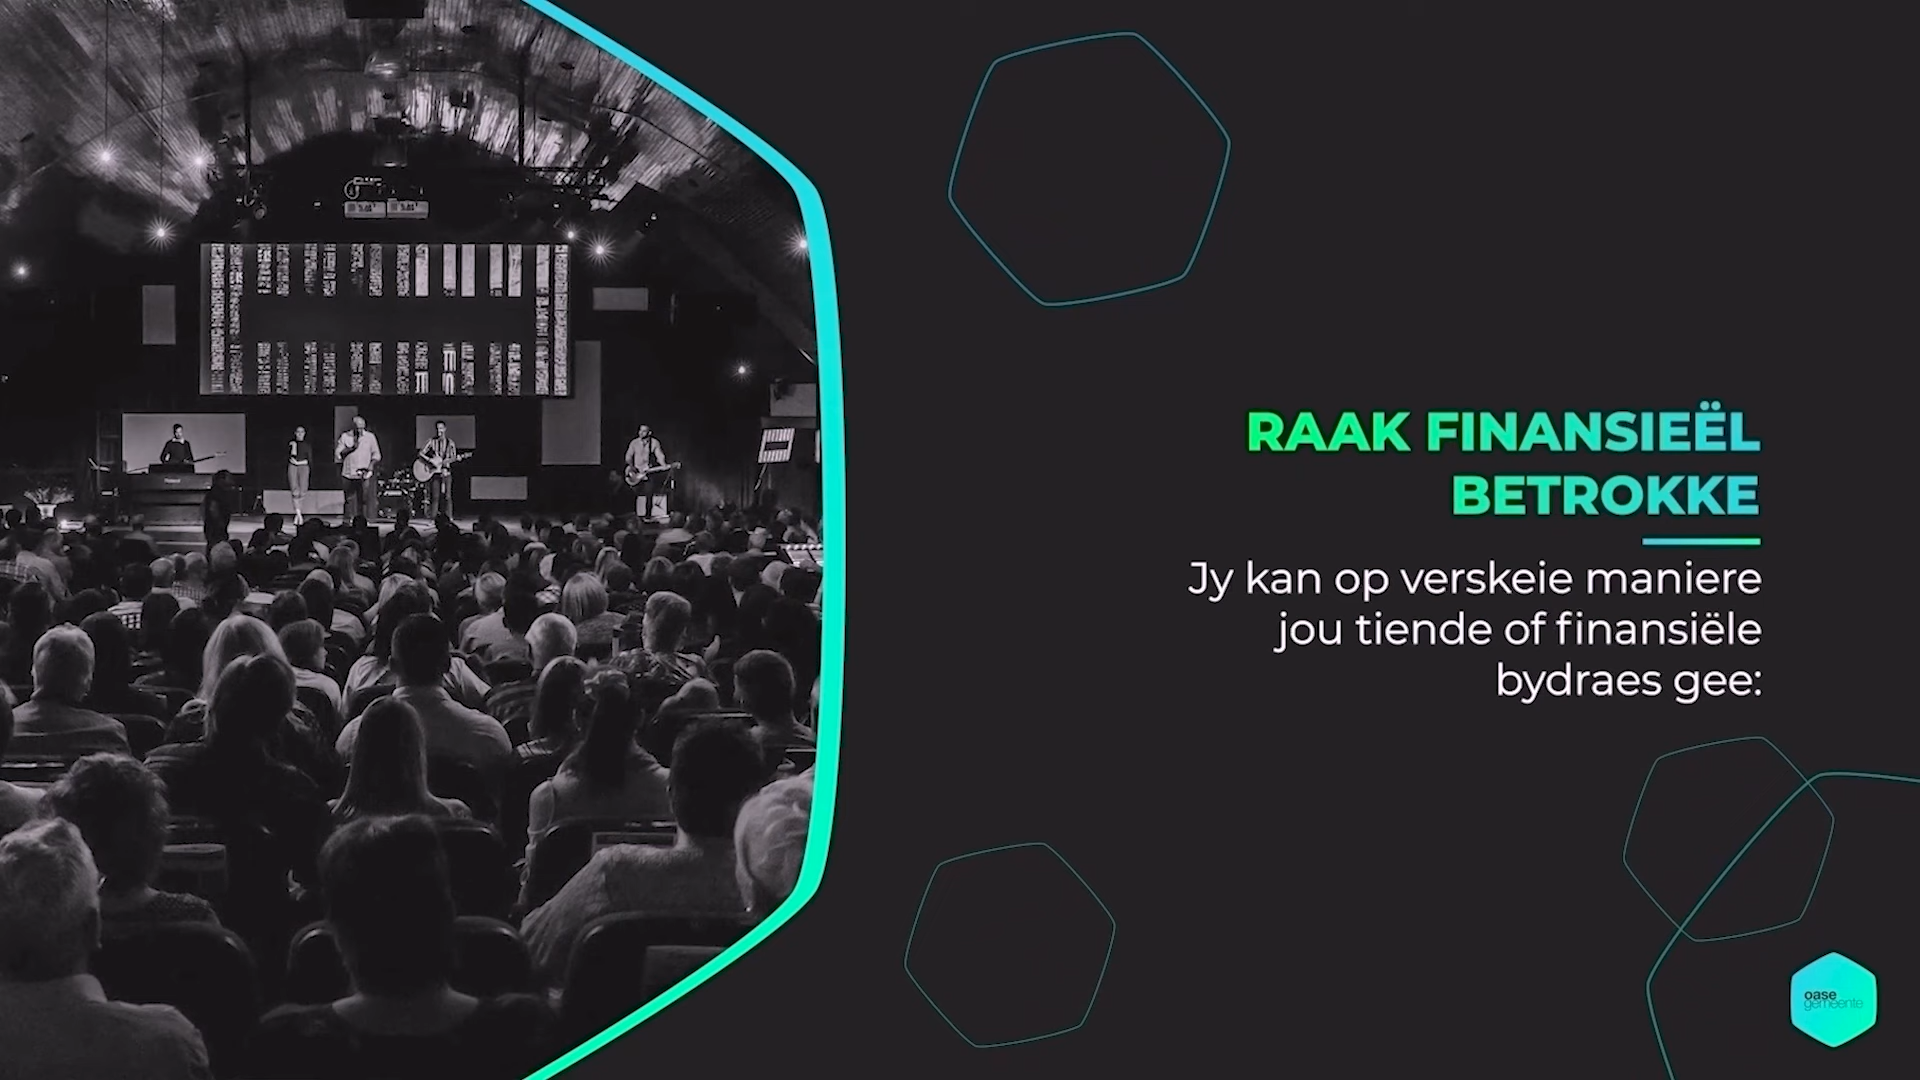 RAAK FINANSIEËL
BETROKKE
Jy kan op verskeie maniere
jou tiende of finansiële
bydraes gee:
oase
gemeente